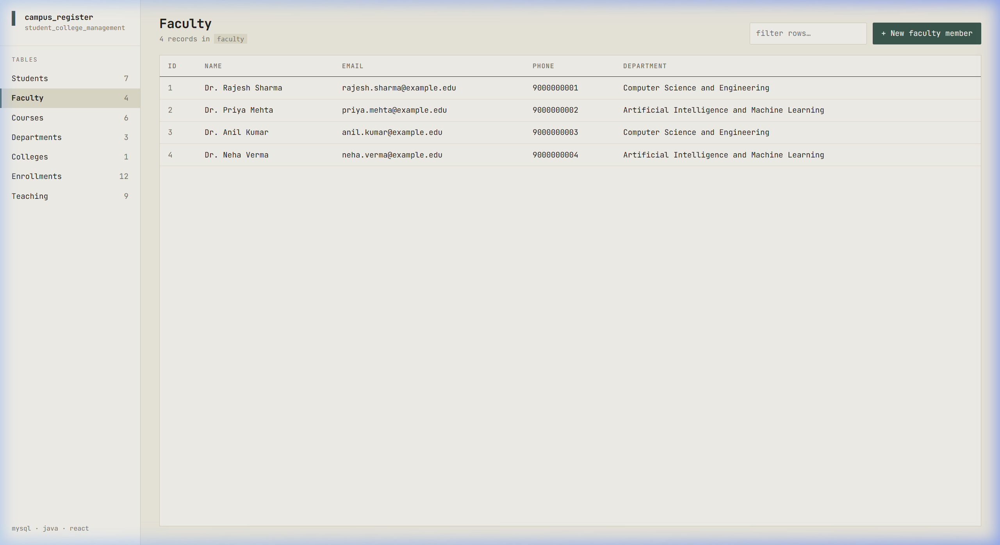 campus_register
student_college_management
TABLES
Students 7
Faculty 4
Courses 6
Departments 3
Colleges 1
Enrollments 12
Teaching 9
mysql · java · react
Faculty
4 records in faculty
filter rows…
+ New faculty member
ID NAME EMAIL PHONE DEPARTMENT
1 Dr. Rajesh Sharma rajesh.sharma@example.edu 9000000001 Computer Science and Engineering
2 Dr. Priya Mehta priya.mehta@example.edu 9000000002 Artificial Intelligence and Machine Learning
3 Dr. Anil Kumar anil.kumar@example.edu 9000000003 Computer Science and Engineering
4 Dr. Neha Verma neha.verma@example.edu 9000000004 Artificial Intelligence and Machine Learning